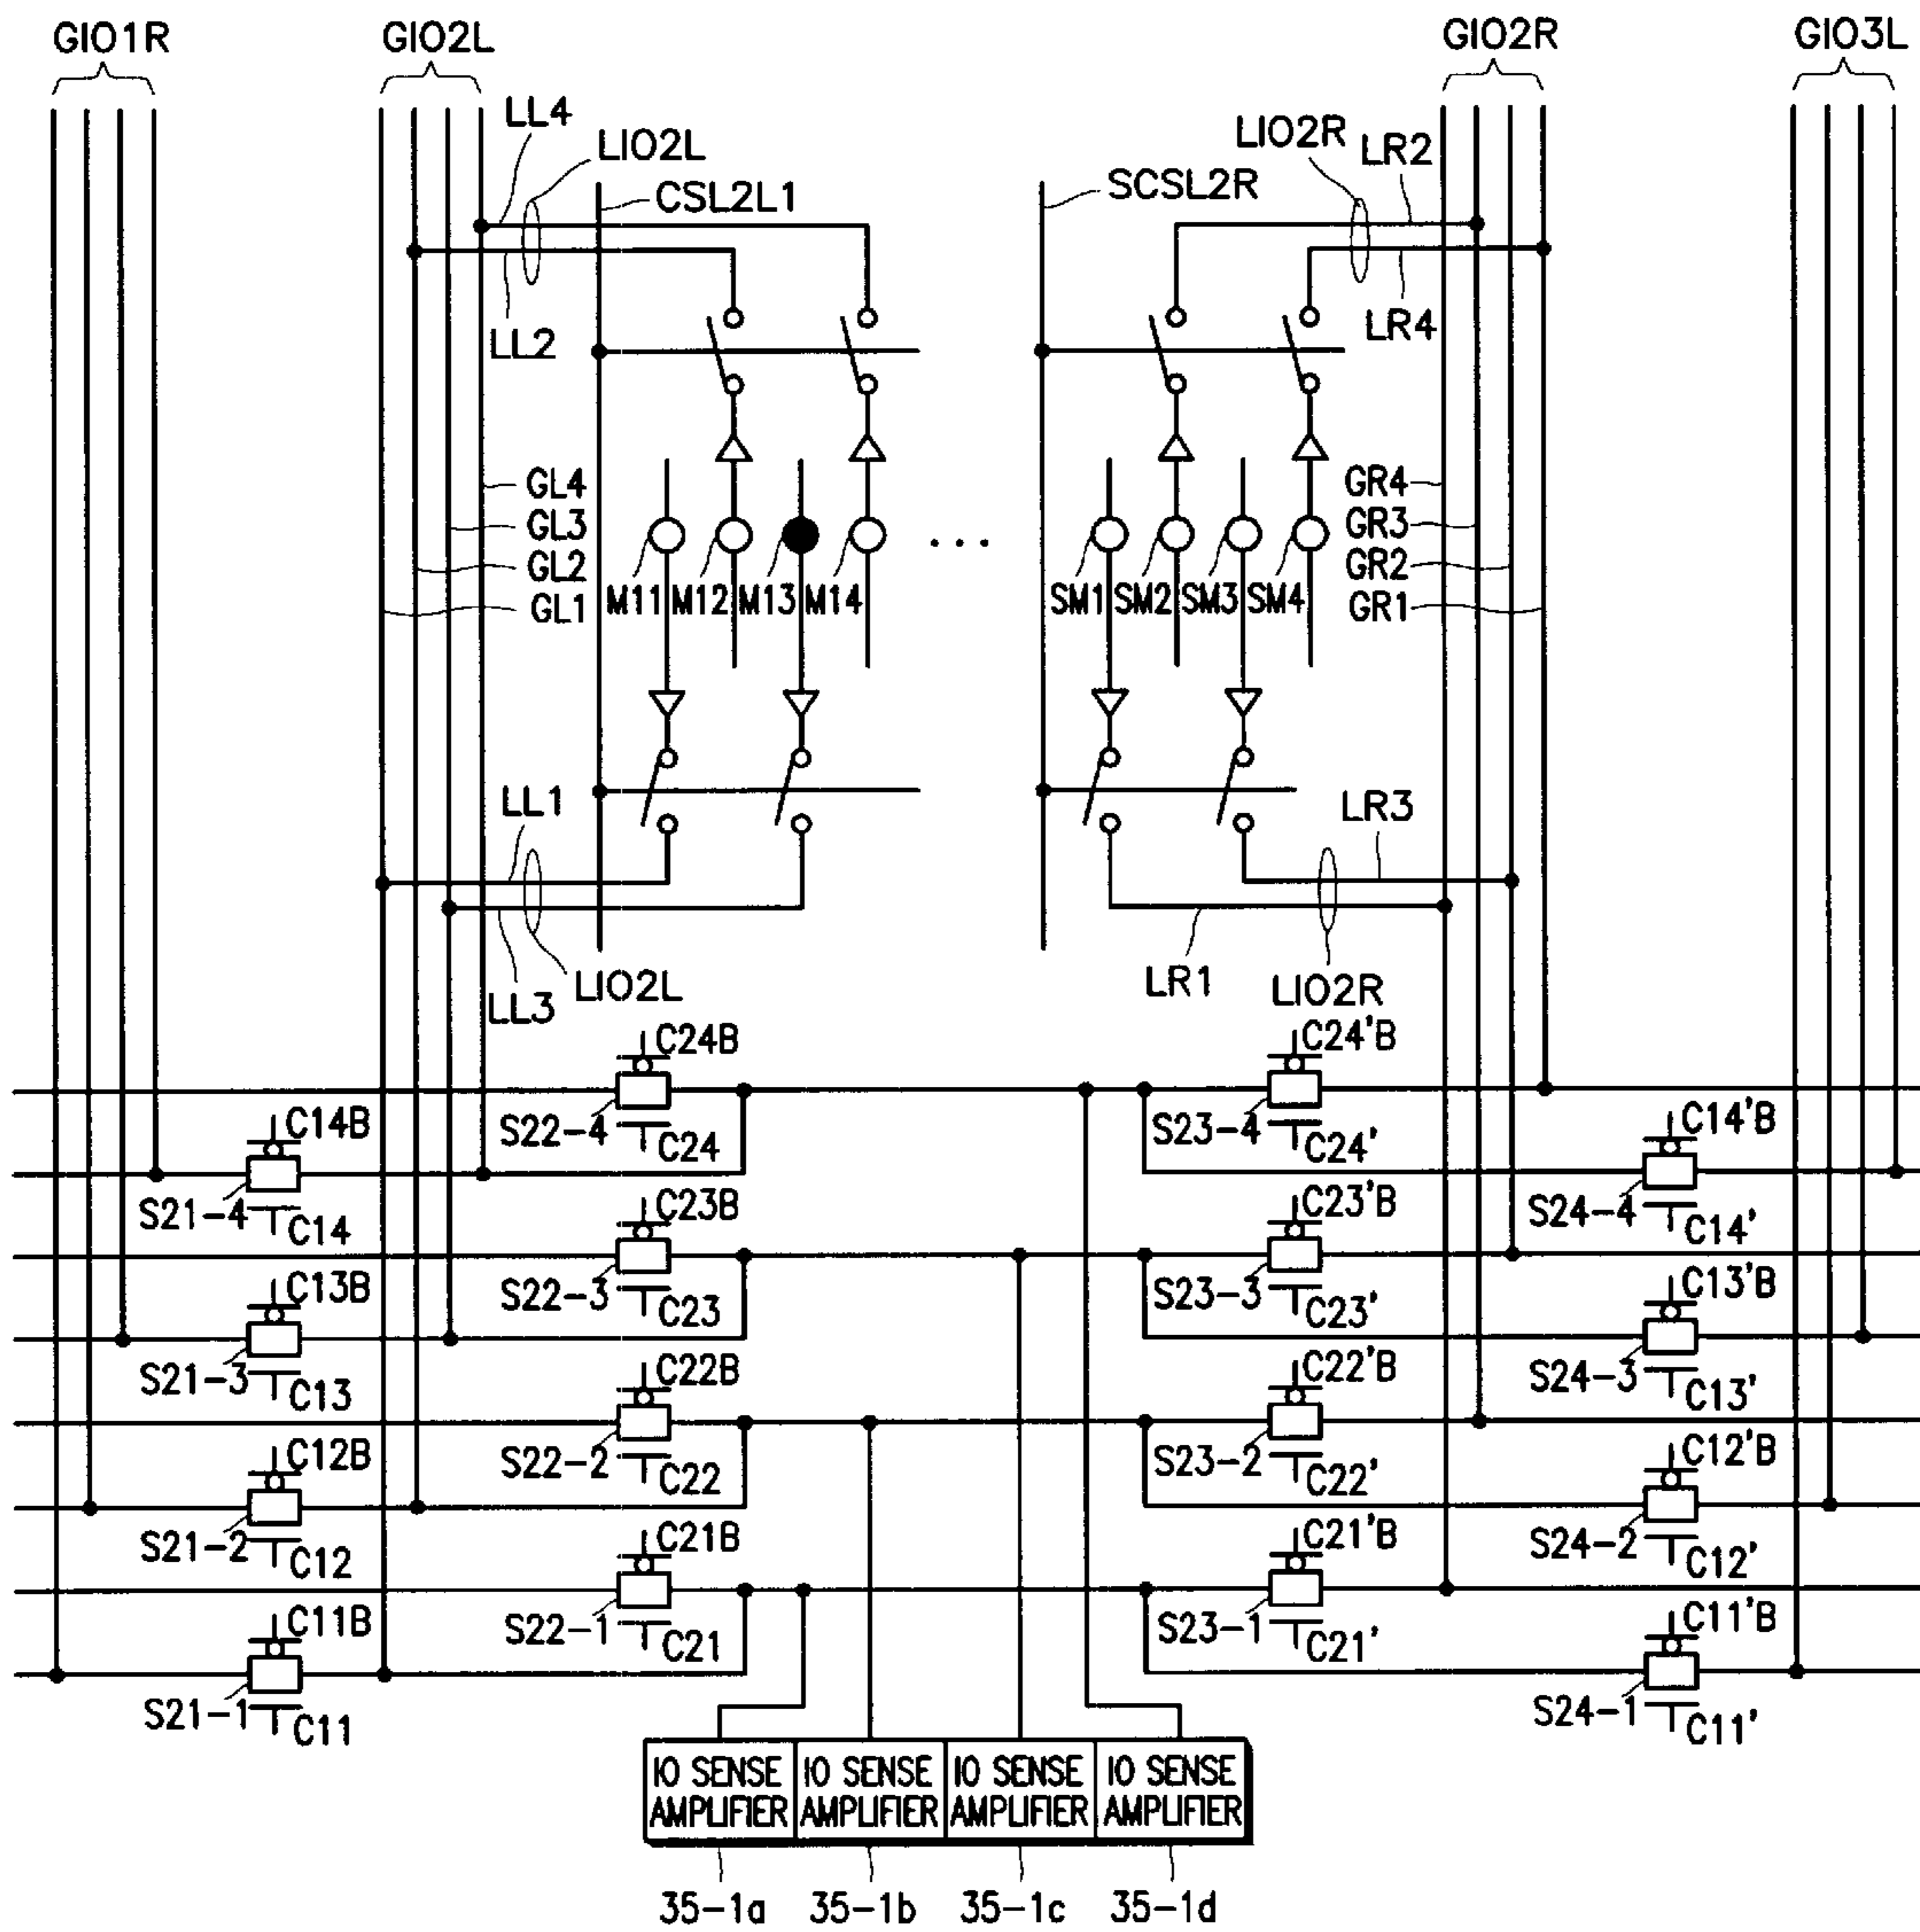 GIO1R
GIO2L
GIO2R
GIO3L
LL4
LIO2L
LIO2R
LR2
CSL2L1
SCSL2R
LL2
LR4
GL4
GL3
GL2
GL1
GR4
GR3
GR2
GR1
M11
M12
M13
M14
...
SM1
SM2
SM3
SM4
LL1
LR3
LL3
LIO2L
LR1
LIO2R
C24B
C24'B
S22-4
C24
S23-4
C24'
C14B
C14'B
S21-4
C14
S24-4
C14'
C23B
C23'B
S22-3
C23
S23-3
C23'
C13B
C13'B
S21-3
C13
S24-3
C13'
C22B
C22'B
S22-2
C22
S23-2
C22'
C12B
C12'B
S21-2
C12
S24-2
C12'
C21B
C21'B
S22-1
C21
S23-1
C21'
C11B
C11'B
S21-1
C11
S24-1
C11'
IO SENSE
AMPLIFIER
IO SENSE
AMPLIFIER
IO SENSE
AMPLIFIER
IO SENSE
AMPLIFIER
35-1a
35-1b
35-1c
35-1d